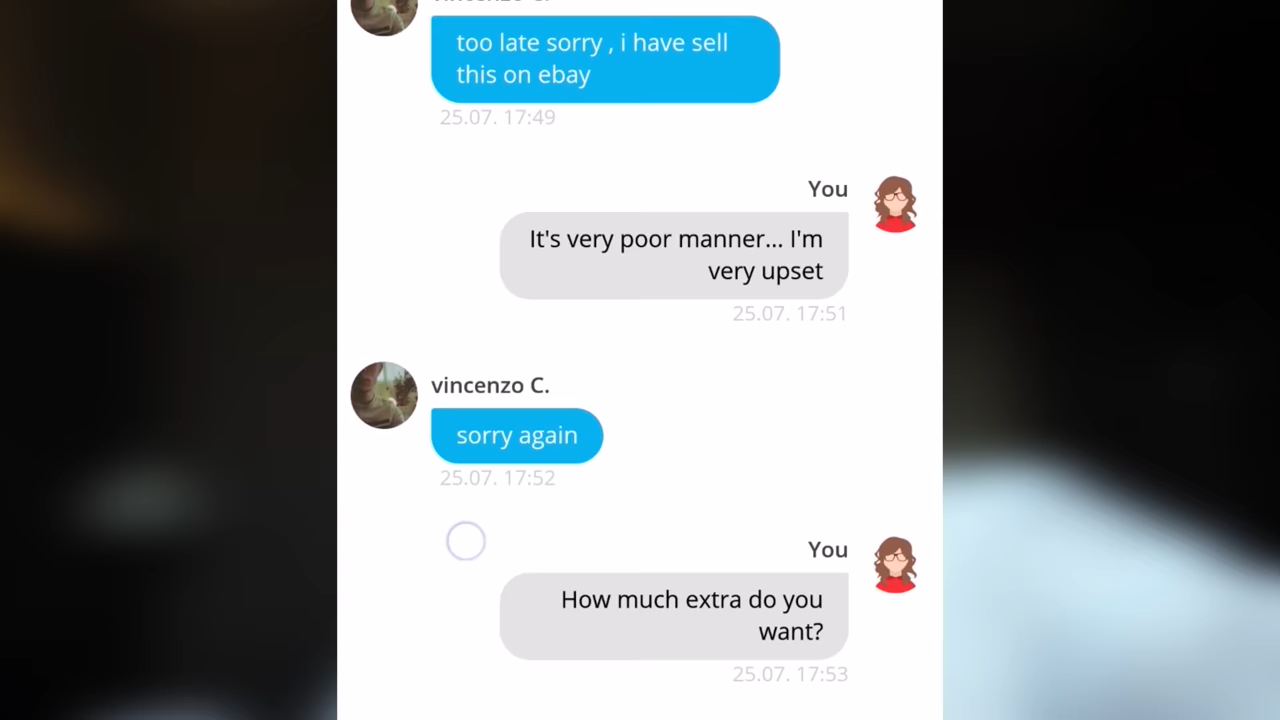 too late sorry , i have sell
this on ebay
25.07. 17:49
You
It's very poor manner... I'm
very upset
25.07. 17:51
vincenzo C.
sorry again
25.07. 17:52
You
How much extra do you
want?
25.07. 17:53